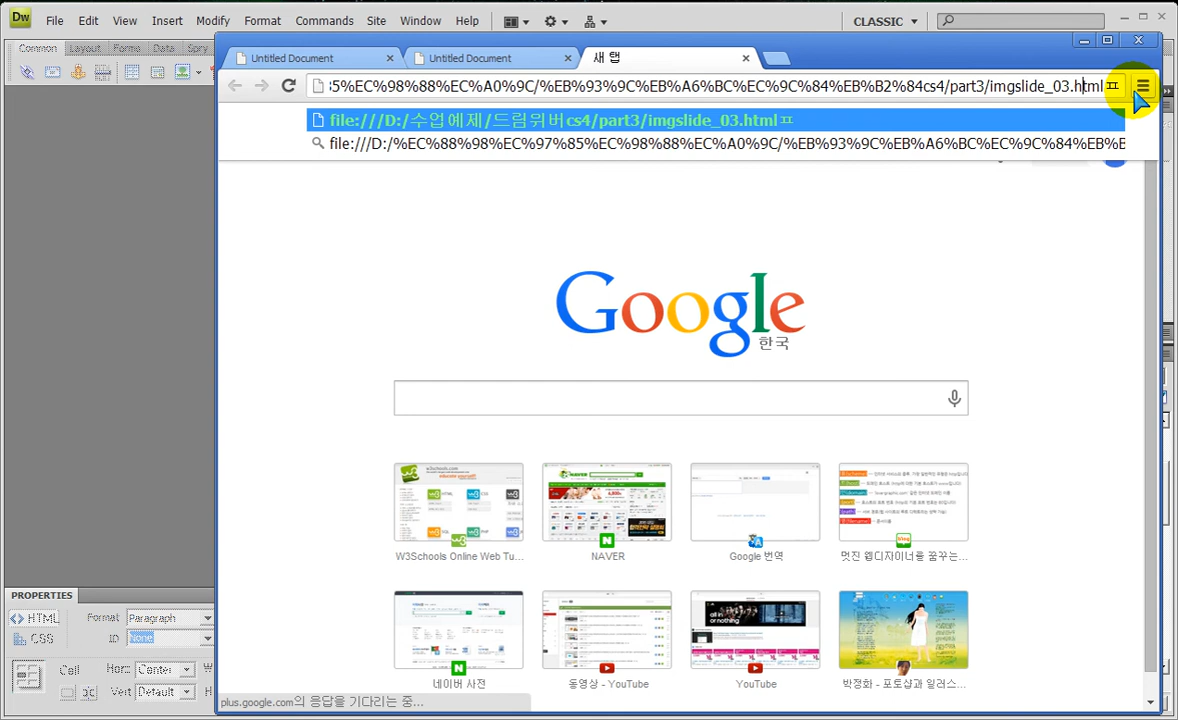 Dw File Edit View Insert Modify Format Commands Site Window Help CLASSIC
Common Layout Forms Data Spry
Untitled Document Untitled Document 새 탭
35%EC%98%88%EC%A0%9C/%EB%93%9C%EB%A6%BC%EC%9C%84%EB%B2%84cs4/part3/imgslide_03.htmlㅍ
file:///D:/수업예제/드림위버cs4/part3/imgslide_03.htmlㅍ
file:///D:/%EC%88%98%EC%97%85%EC%98%88%EC%A0%9C/%EB%93%9C%EB%A6%BC%EC%9C%84%EB%B
Google
한국
W3Schools Online Web Tu...
NAVER
Google 번역
멋진 웹디자이너를 꿈꾸는...
네이버 사전
동영상 - YouTube
YouTube
박정화 - 포토샵과 일러스...
PROPERTIES
<> HTML Format Paragraph
CSS ID None
Cell Horz Center W
Vert Center H
plus.google.com의 응답을 기다리는 중...